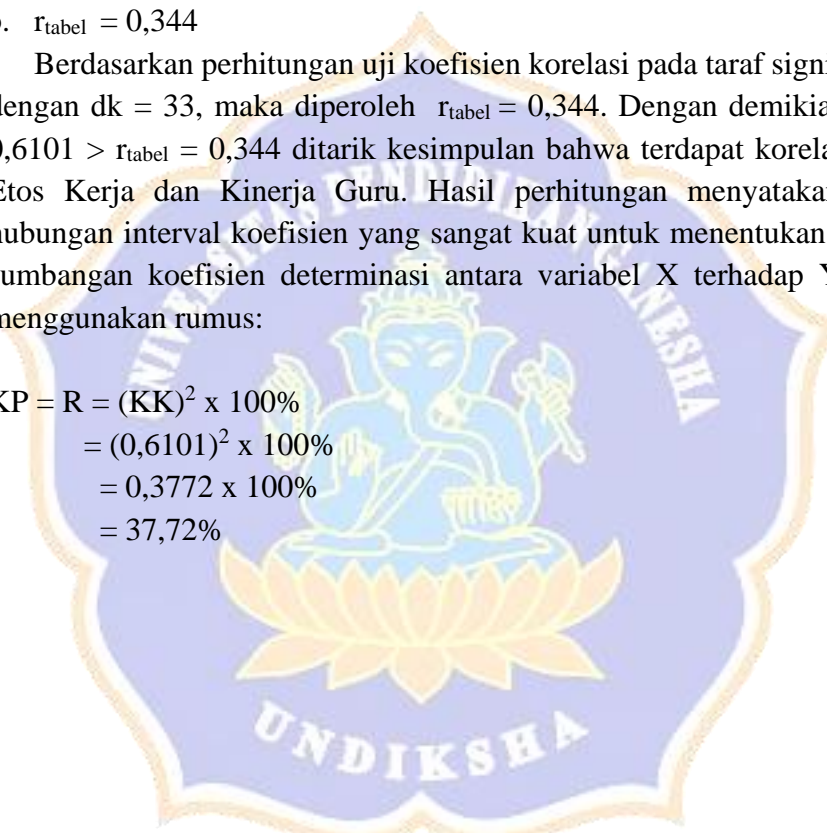 r_tabel = 0,344
Berdasarkan perhitungan uji koefisien korelasi pada taraf
dengan dk = 33, maka diperoleh r_tabel = 0,344. Dengan
0,6101 > r_tabel = 0,344 ditarik kesimpulan bahwa terdapat
Etos Kerja dan Kinerja Guru. Hasil perhitungan menyatakan
hubungan interval koefisien yang sangat kuat untuk menentukan
sumbangan koefisien determinasi antara variabel X terhadap Y
menggunakan rumus:
KP = R = (KK)² x 100%
= (0,6101)² x 100%
= 0,3772 x 100%
= 37,72%
UNIVERSITAS PENDIDIKAN GANESHA
UNDIKSHA